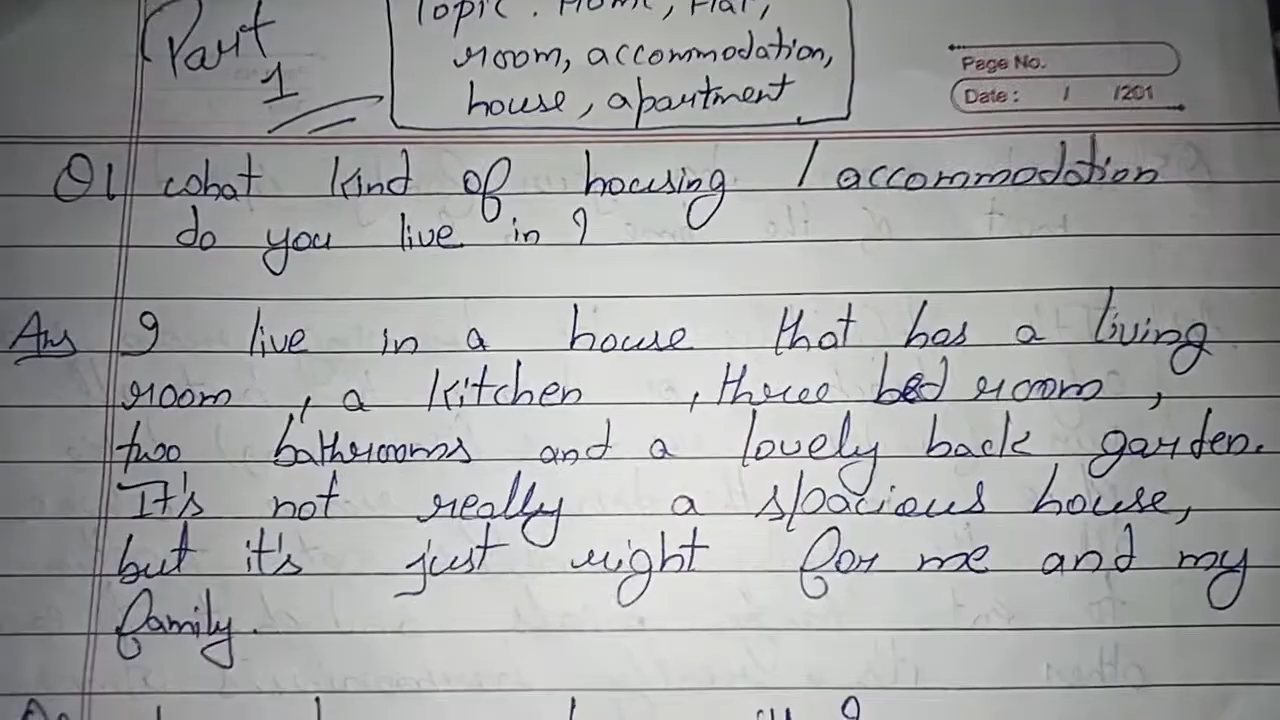 Part
1
Topic. Home, Flat,
room, accommodation,
house, apartment
Page No.
Date: / /201
Q1 what kind of housing / accommodation
do you live in ?
Ans I live in a house that has a living
room, a kitchen, three bed room,
two bathrooms and a lovely back garden.
It's not really a spacious house,
but it's just right for me and my
family.